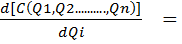 d[C(Q1,Q2.........,Qn)] / dQi =